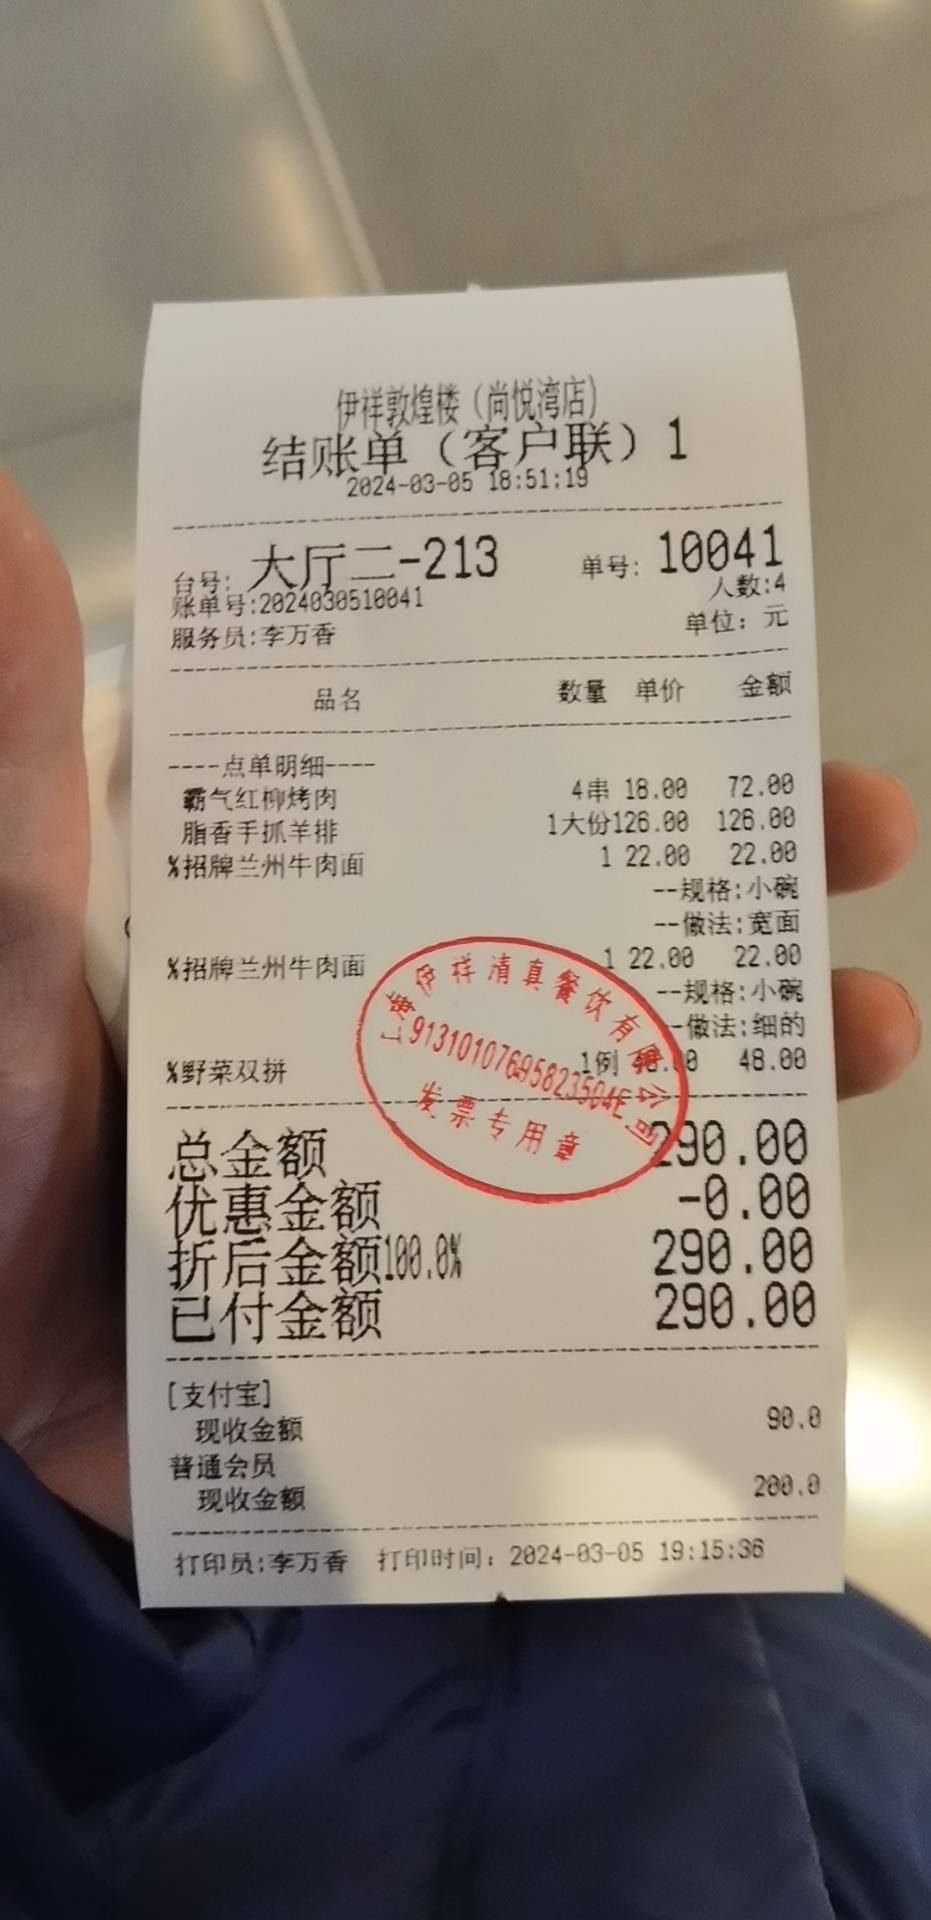 伊祥敦煌楼（尚悦湾店）
结账单（客户联）1
2024-03-05 18:51:19
台号: 大厅二-213 单号: 10041
账单号:2024030510041 人数:4
服务员:李万香 单位: 元
品名 数量 单价 金额
----点单明细----
霸气红柳烤肉 4串 18.00 72.00
脂香手抓羊排 1大份126.00 126.00
%招牌兰州牛肉面 1 22.00 22.00
--规格:小碗
--做法:宽面
%招牌兰州牛肉面 1 22.00 22.00
--规格:小碗
--做法:细的
%野菜双拼 1例 48.00 48.00
上海伊祥清真餐饮有限公司
发票专用章
总金额 290.00
优惠金额 -0.00
折后金额100.0% 290.00
已付金额 290.00
[支付宝]
现收金额 90.0
普通会员
现收金额 200.0
打印员:李万香 打印时间: 2024-03-05 19:15:36